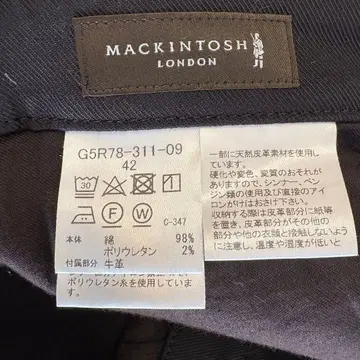 MACKINTOSH
LONDON
G5R78-311-09
42
30
F W
C-347
本体 綿 98%
ポリウレタン 2%
付属部分 牛革
ポリウレタン糸を使用しております。
一部に天然皮革素材を使用
しています。
硬化や変色、変質のおそれが
ありますので、シンナー、ベン
ジン類の使用及び直接のアイ
ロンがけはおさけください。
収納する際は皮革部分に紙等
を置き、皮革部分がその他の
部分や他の衣類と接触しないよう
に注意し、温度や湿度が低いと